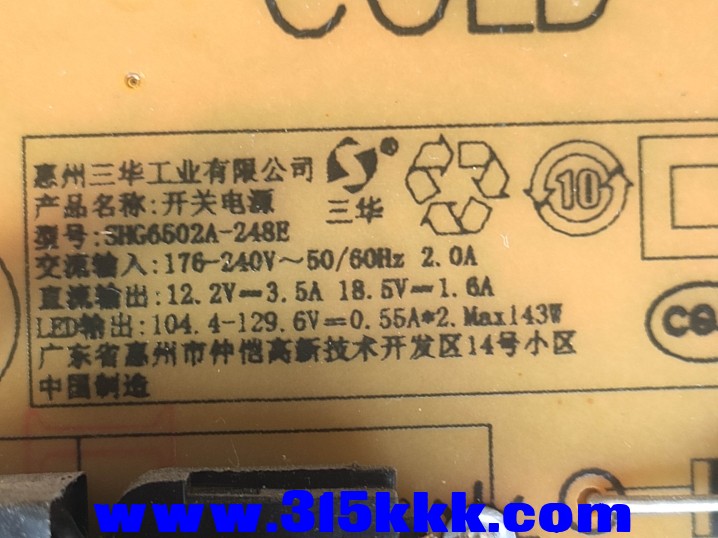 COLD
惠州三华工业有限公司
三华
10
产品名称:开关电源
型号:SHG6502A-248E
交流输入:176-240V～50/60Hz 2.0A
直流输出:12.2V⎓3.5A 18.5V⎓1.6A
LED输出:104.4-129.6V=0.55A*2.Max143W
广东省惠州市仲恺高新技术开发区14号小区
中国制造
www.315kkk.com